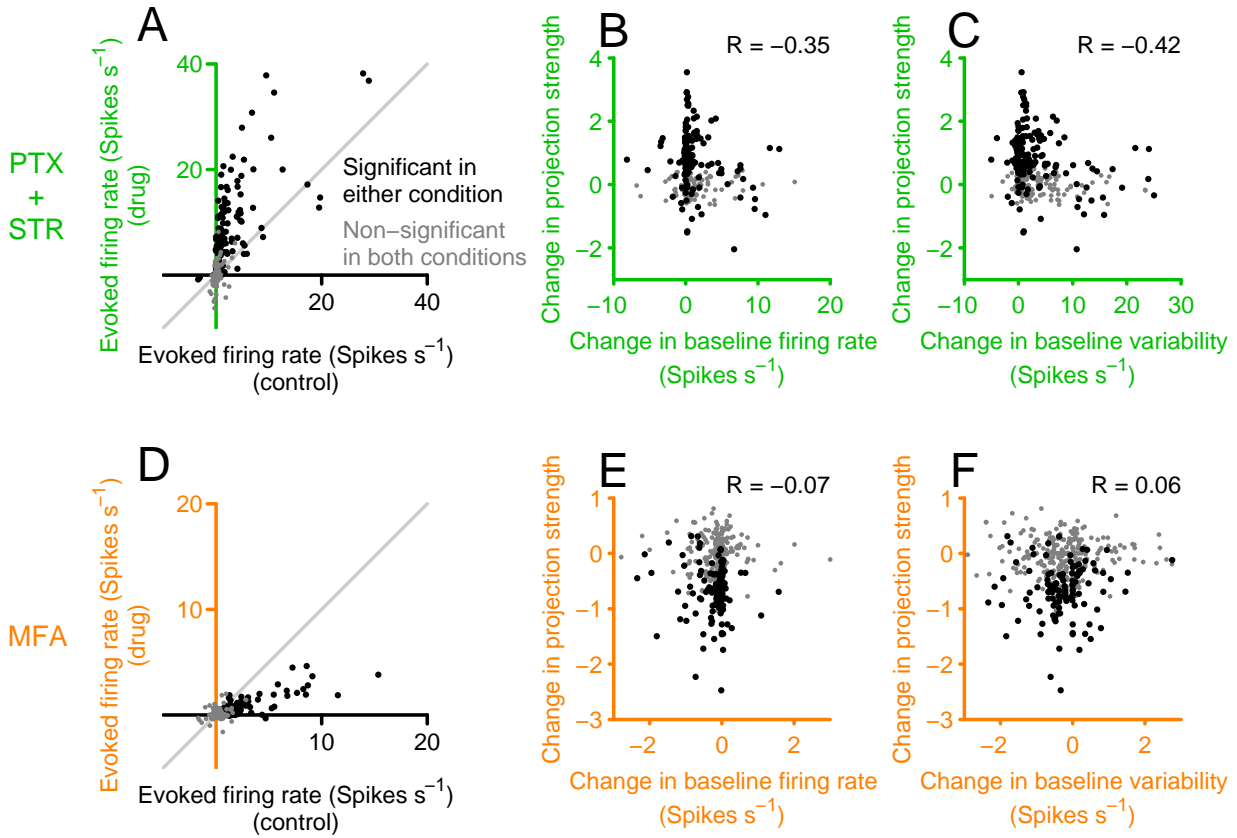 A
B
C
PTX
+
STR
Evoked firing rate (Spikes s⁻¹)
(drug)
40
20
20
40
Significant in
either condition
Non−significant
in both conditions
Evoked firing rate (Spikes s⁻¹)
(control)
R = −0.35
Change in projection strength
4
2
0
−2
−10
0
10
20
Change in baseline firing rate
(Spikes s⁻¹)
R = −0.42
Change in projection strength
4
2
0
−2
−10
0
10
20
30
Change in baseline variability
(Spikes s⁻¹)
D
E
F
MFA
Evoked firing rate (Spikes s⁻¹)
(drug)
20
10
10
20
Evoked firing rate (Spikes s⁻¹)
(control)
R = −0.07
Change in projection strength
1
0
−1
−2
−3
−2
0
2
Change in baseline firing rate
(Spikes s⁻¹)
R = 0.06
Change in projection strength
1
0
−1
−2
−3
−2
0
2
Change in baseline variability
(Spikes s⁻¹)